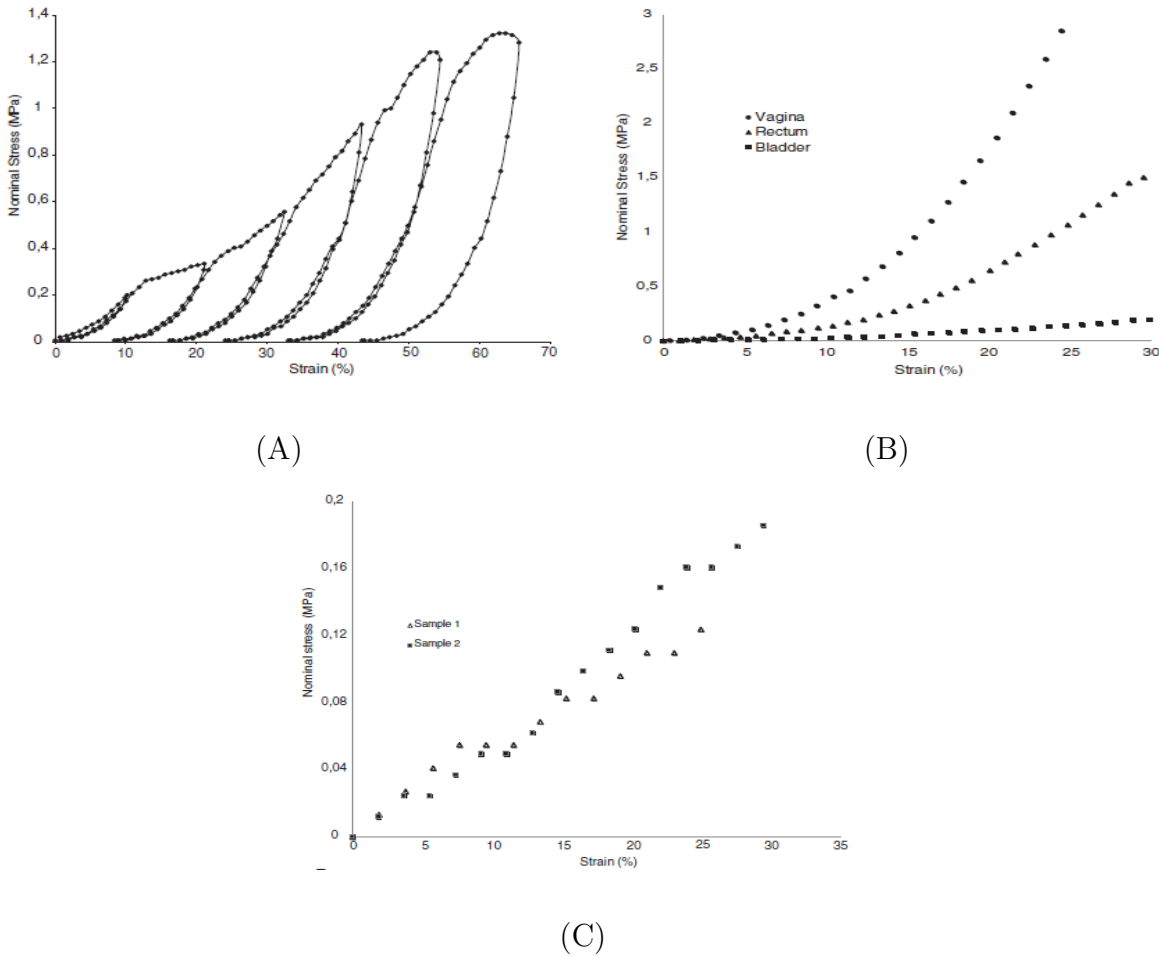 1,4
1,2
1
0,8
0,6
0,4
0,2
0
Nominal Stress (MPa)
0 10 20 30 40 50 60 70
Strain (%)
(A)
3
2,5
2
1,5
1
0,5
0
Nominal Stress (MPa)
Vagina
Rectum
Bladder
0 5 10 15 20 25 30
Strain (%)
(B)
0,2
0,16
0,12
0,08
0,04
0
Nominal stress (MPa)
Sample 1
Sample 2
0 5 10 15 20 25 30 35
Strain (%)
(C)